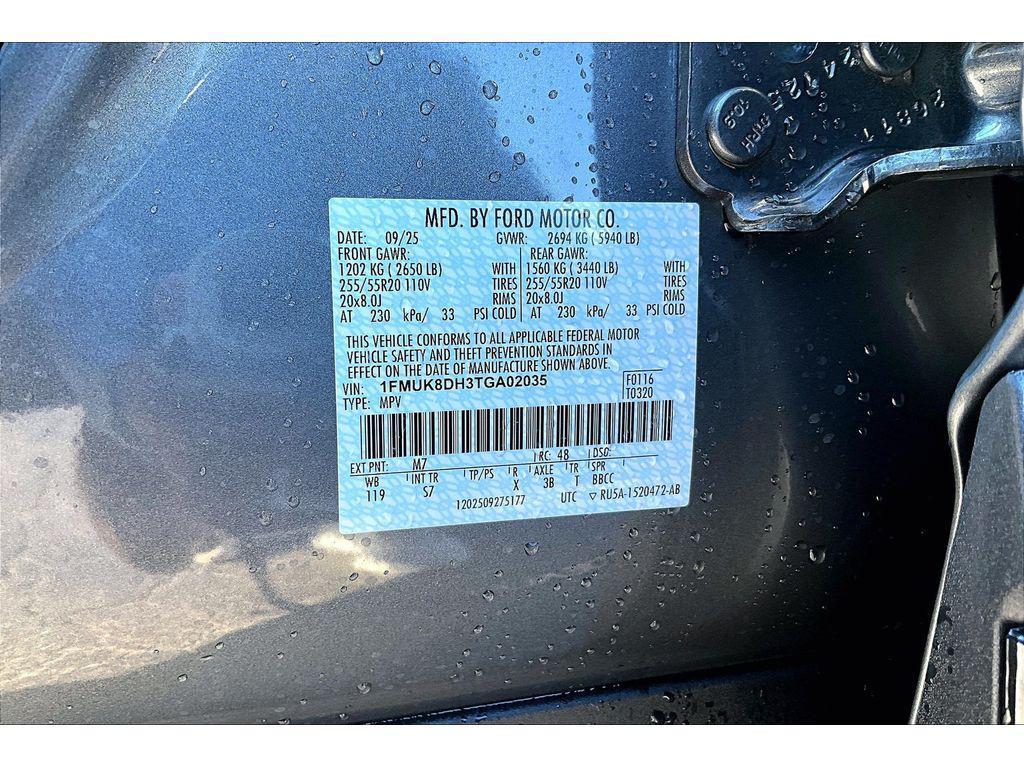 10.9
01RH
24725
26811
MFD. BY FORD MOTOR CO.
DATE: 09/25 GVWR: 2694 KG ( 5940 LB)
FRONT GAWR: REAR GAWR:
1202 KG ( 2650 LB) WITH 1560 KG ( 3440 LB) WITH
255/55R20 110V TIRES 255/55R20 110V TIRES
20x8.0J RIMS 20x8.0J RIMS
AT 230 kPa/ 33 PSI COLD AT 230 kPa/ 33 PSI COLD
THIS VEHICLE CONFORMS TO ALL APPLICABLE FEDERAL MOTOR
VEHICLE SAFETY AND THEFT PREVENTION STANDARDS IN
EFFECT ON THE DATE OF MANUFACTURE SHOWN ABOVE.
VIN: 1FMUK8DH3TGA02035 F0116
TYPE: MPV T0320
EXT PNT: M7 RC: 48 DSO:
WB INT TR TP/PS R AXLE TR SPR
119 S7 X 3B T BBCC
1202509275177 UTC ▽ RU5A-1520472-AB